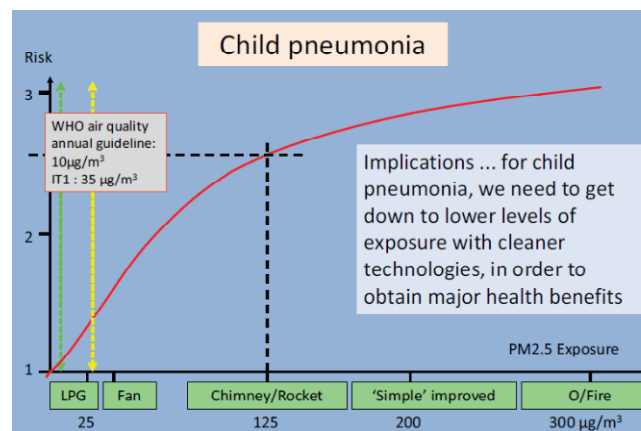 Child pneumonia
Risk
3
WHO air quality
annual guideline:
10µg/m³
IT1 : 35 µg/m³
Implications ... for child
pneumonia, we need to get
down to lower levels of
exposure with cleaner
technologies, in order to
obtain major health benefits
2
PM2.5 Exposure
1
LPG Fan Chimney/Rocket 'Simple' improved O/Fire
25 125 200 300 µg/m³